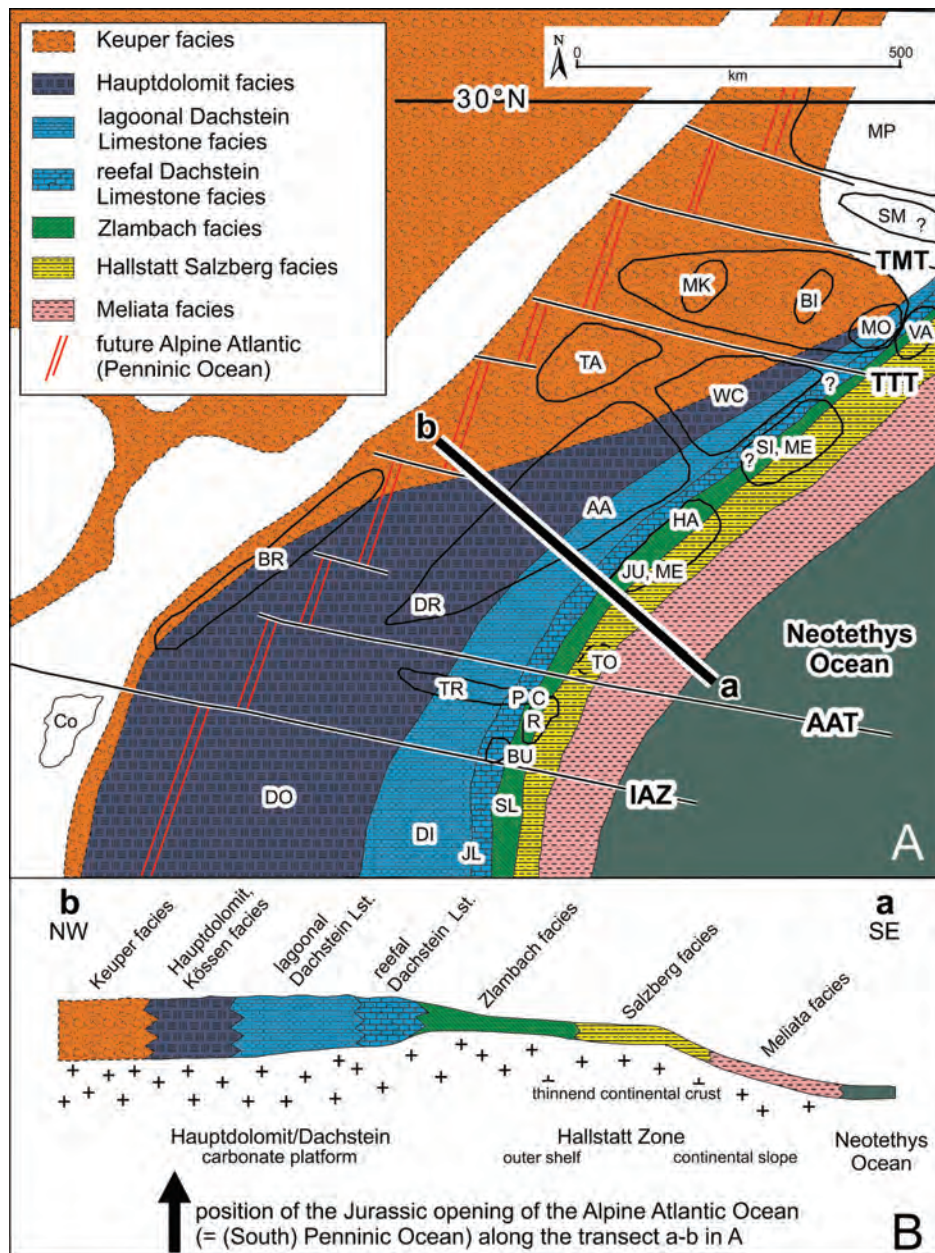 Keuper facies
Hauptdolomit facies
lagoonal Dachstein
Limestone facies
reefal Dachstein
Limestone facies
Zlambach facies
Hallstatt Salzberg facies
Meliata facies
future Alpine Atlantic
(Penninic Ocean)
N
0 500
km
30°N
MP
SM ?
TMT
MK
BI
MO
VA
TA
TTT
WC
?
b
SI, ME
?
AA
HA
BR
JU, ME
DR
Neotethys
Ocean
TO
a
TR
P C
R
Co
BU
AAT
DO
SL
IAZ
DI
JL
A
b
NW
a
SE
Keuper facies
Hauptdolomit,
Kössen facies
lagoonal
Dachstein Lst.
reefal
Dachstein Lst.
Zlambach facies
Salzberg facies
Meliata facies
thinnend continental crust
Hauptdolomit/Dachstein
carbonate platform
Hallstatt Zone
outer shelf
continental slope
Neotethys
Ocean
position of the Jurassic opening of the Alpine Atlantic Ocean
(= (South) Penninic Ocean) along the transect a-b in A
B